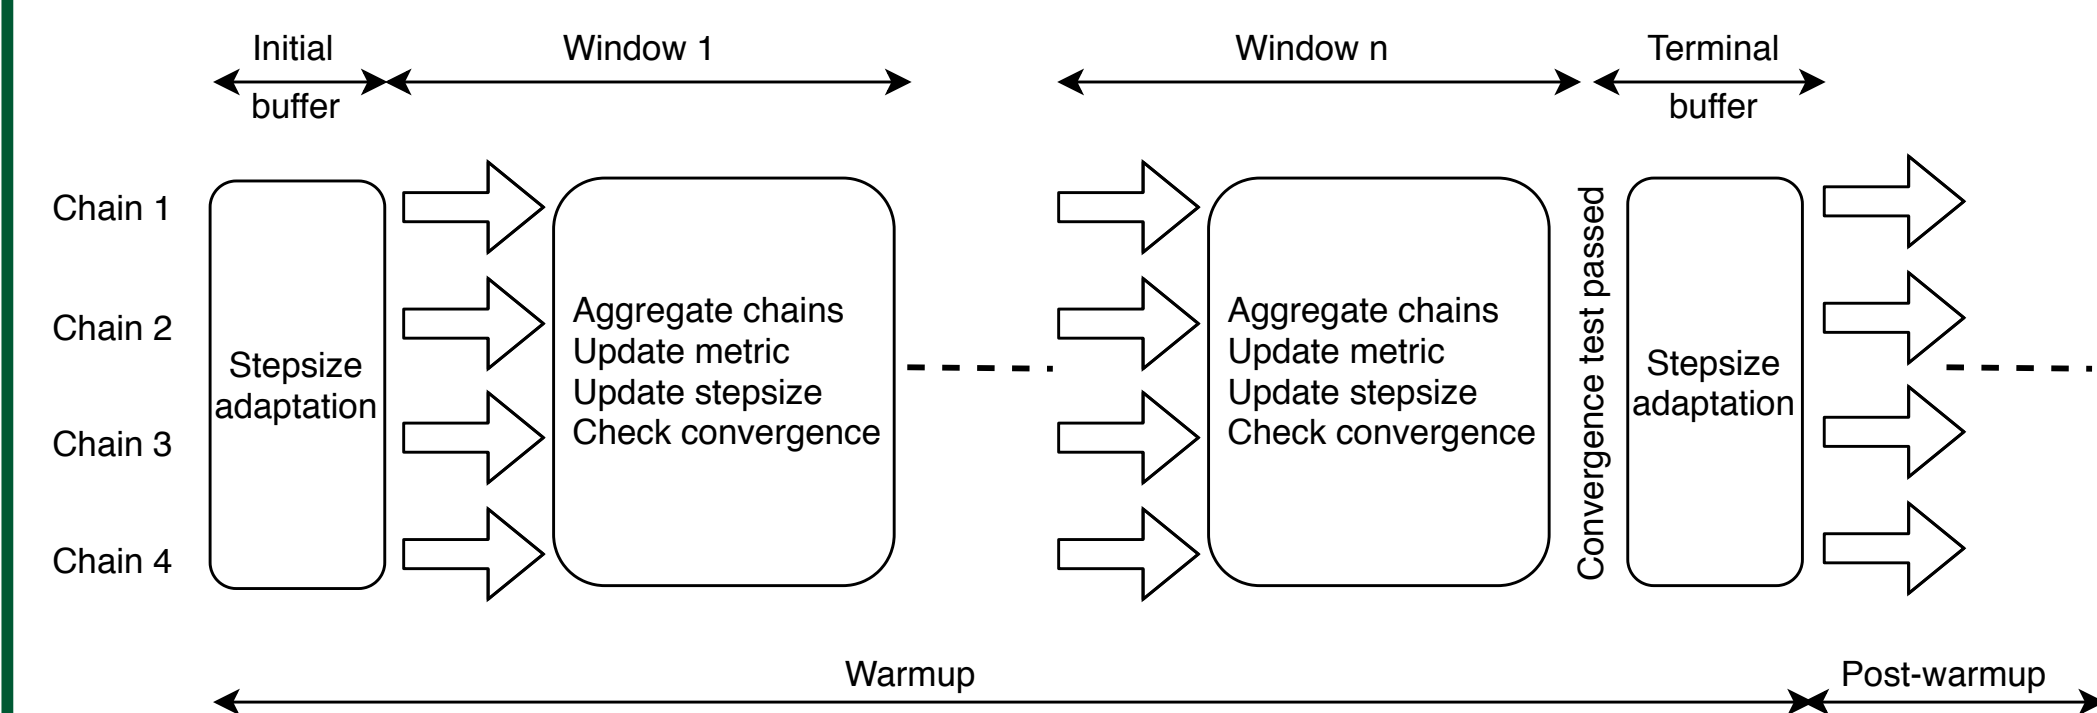 Initial
buffer
Window 1
Window n
Terminal
buffer
Chain 1
Chain 2
Chain 3
Chain 4
Stepsize
adaptation
Aggregate chains
Update metric
Update stepsize
Check convergence
Aggregate chains
Update metric
Update stepsize
Check convergence
Convergence test passed
Stepsize
adaptation
Warmup
Post-warmup